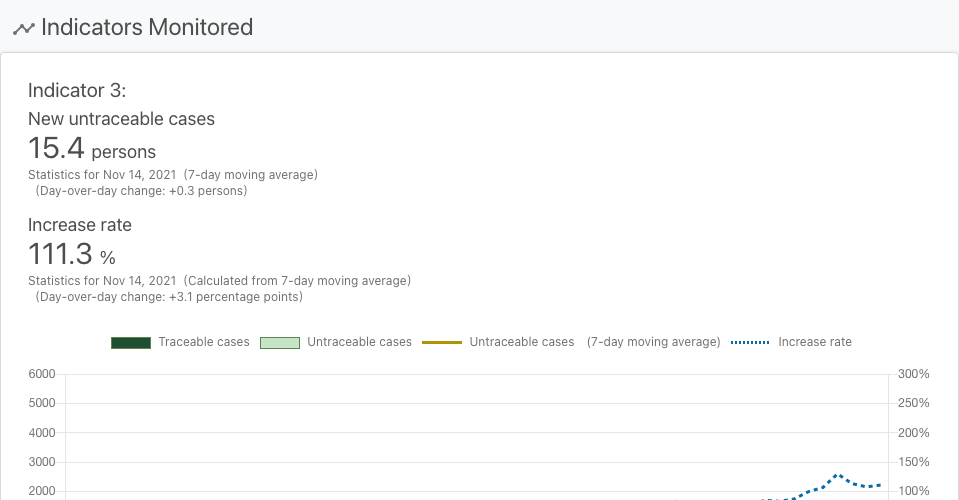 Indicators Monitored
Indicator 3:
New untraceable cases
15.4 persons
Statistics for Nov 14, 2021 (7-day moving average)
(Day-over-day change: +0.3 persons)
Increase rate
111.3 %
Statistics for Nov 14, 2021 (Calculated from 7-day moving average)
(Day-over-day change: +3.1 percentage points)
Traceable cases Untraceable cases Untraceable cases (7-day moving average) Increase rate
6000 300%
5000 250%
4000 200%
3000 150%
2000 100%